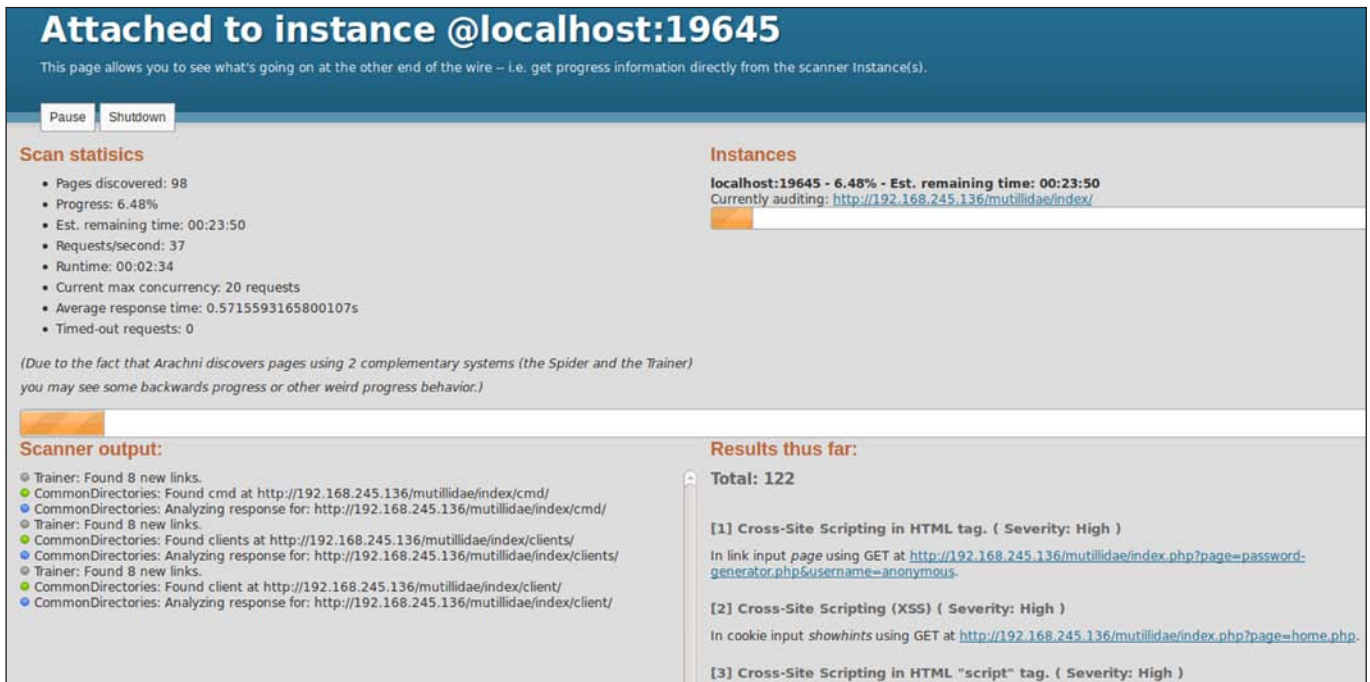 Attached to instance @localhost:19645
This page allows you to see what's going on at the other end of the wire -- i.e. get progress information directly from the scanner Instance(s).
Pause
Shutdown
Scan statisics
• Pages discovered: 98
• Progress: 6.48%
• Est. remaining time: 00:23:50
• Requests/second: 37
• Runtime: 00:02:34
• Current max concurrency: 20 requests
• Average response time: 0.5715593165800107s
• Timed-out requests: 0
(Due to the fact that Arachni discovers pages using 2 complementary systems (the Spider and the Trainer)
you may see some backwards progress or other weird progress behavior.)
Instances
localhost:19645 - 6.48% - Est. remaining time: 00:23:50
Currently auditing: http://192.168.245.136/mutillidae/index/
Scanner output:
Trainer: Found 8 new links.
CommonDirectories: Found cmd at http://192.168.245.136/mutillidae/index/cmd/
CommonDirectories: Analyzing response for: http://192.168.245.136/mutillidae/index/cmd/
Trainer: Found 8 new links.
CommonDirectories: Found clients at http://192.168.245.136/mutillidae/index/clients/
CommonDirectories: Analyzing response for: http://192.168.245.136/mutillidae/index/clients/
Trainer: Found 8 new links.
CommonDirectories: Found client at http://192.168.245.136/mutillidae/index/client/
CommonDirectories: Analyzing response for: http://192.168.245.136/mutillidae/index/client/
Results thus far:
Total: 122
[1] Cross-Site Scripting in HTML tag. ( Severity: High )
In link input page using GET at http://192.168.245.136/mutillidae/index.php?page=password-
generator.php&username=anonymous.
[2] Cross-Site Scripting (XSS) ( Severity: High )
In cookie input showhints using GET at http://192.168.245.136/mutillidae/index.php?page=home.php.
[3] Cross-Site Scripting in HTML "script" tag. ( Severity: High )